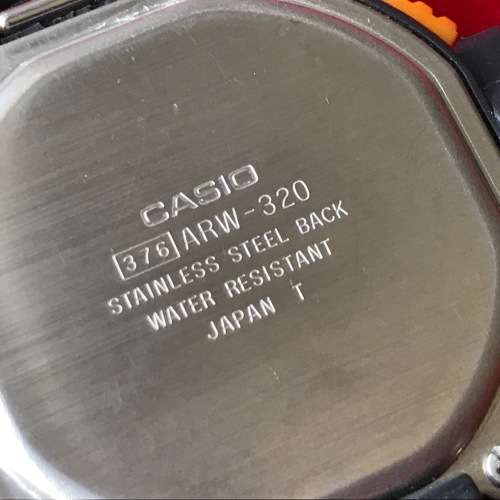 CASIO
376 ARW-320
STAINLESS STEEL BACK
WATER RESISTANT
JAPAN T